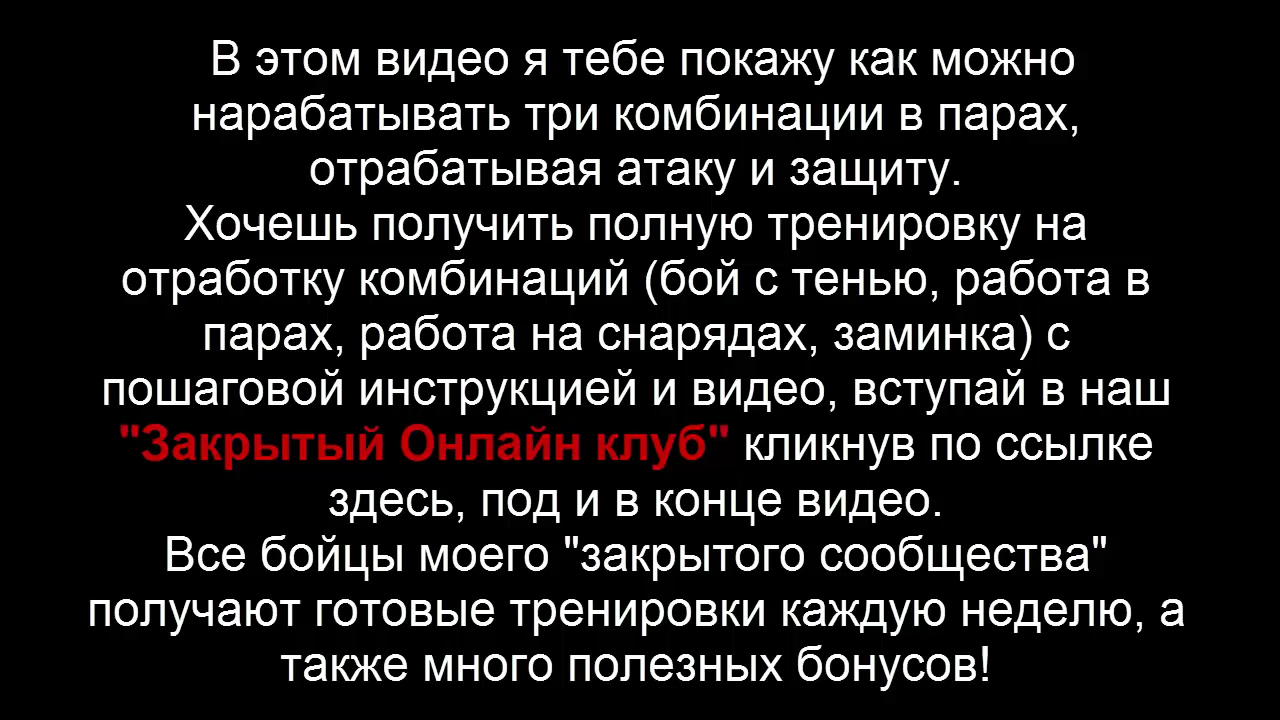 В этом видео я тебе покажу как можно
нарабатывать три комбинации в парах,
отрабатывая атаку и защиту.
Хочешь получить полную тренировку на
отработку комбинаций (бой с тенью, работа в
парах, работа на снарядах, заминка) с
пошаговой инструкцией и видео, вступай в наш
"Закрытый Онлайн клуб" кликнув по ссылке
здесь, под и в конце видео.
Все бойцы моего "закрытого сообщества"
получают готовые тренировки каждую неделю, а
также много полезных бонусов!